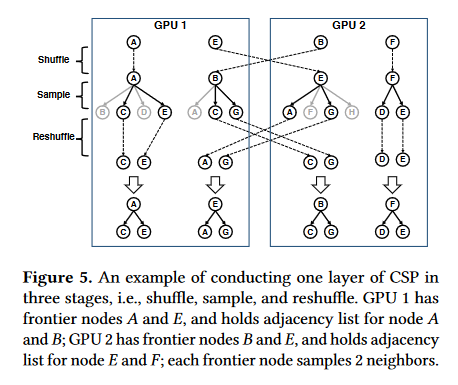 GPU 1 GPU 2
A E B F
Shuffle
A B E F
Sample
B C D E A C G A F G H D E
Reshuffle
C E A G C G D E
A E B F
C E A G C G D E
Figure 5. An example of conducting one layer of CSP in
three stages, i.e., shuffle, sample, and reshuffle. GPU 1 has
frontier nodes A and E, and holds adjacency list for node A
and B; GPU 2 has frontier nodes B and E, and holds adjacency
list for node E and F; each frontier node samples 2 neighbors.